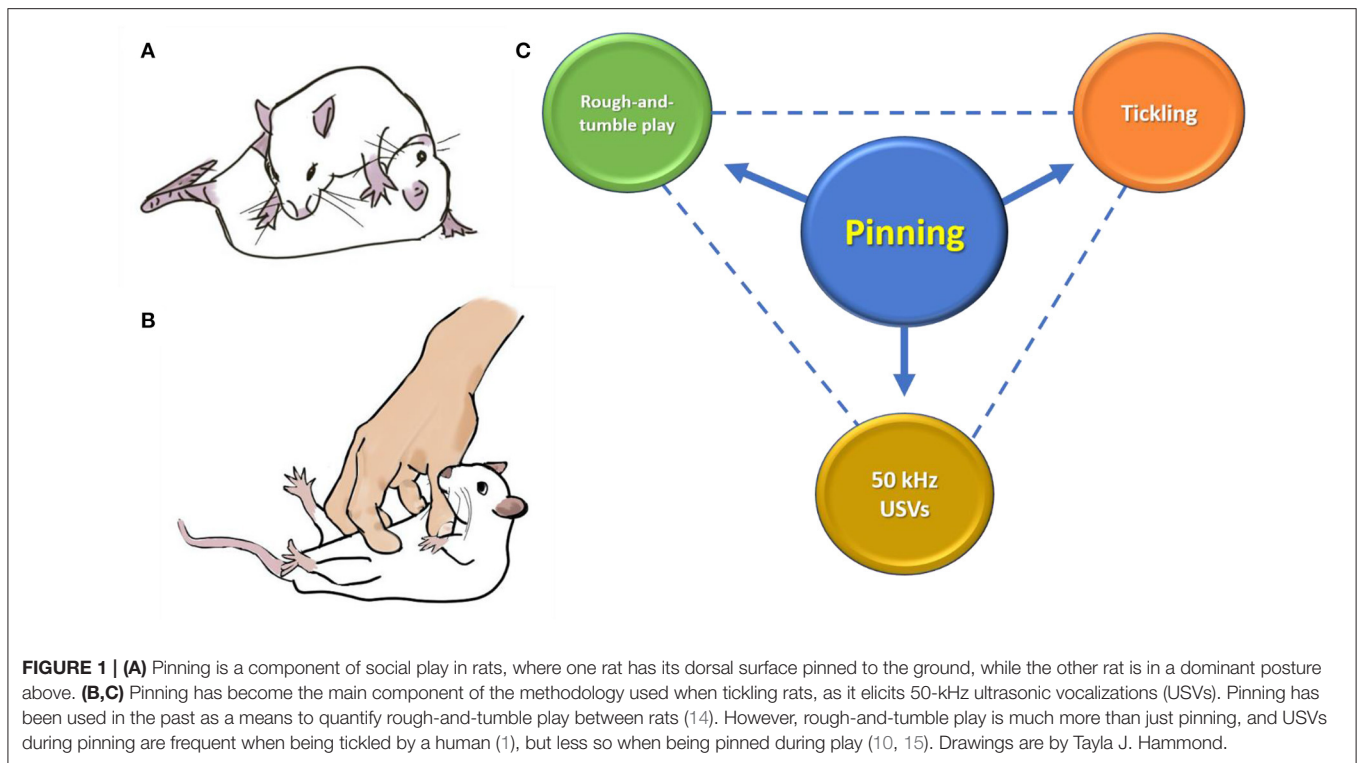 A
B
C
Rough-and-
tumble play
Tickling
Pinning
50 kHz
USVs
FIGURE 1 | (A) Pinning is a component of social play in rats, where one rat has its dorsal surface pinned to the ground, while the other rat is in a dominant posture
above. (B,C) Pinning has become the main component of the methodology used when tickling rats, as it elicits 50-kHz ultrasonic vocalizations (USVs). Pinning has
been used in the past as a means to quantify rough-and-tumble play between rats (14). However, rough-and-tumble play is much more than just pinning, and USVs
during pinning are frequent when being tickled by a human (1), but less so when being pinned during play (10, 15). Drawings are by Tayla J. Hammond.